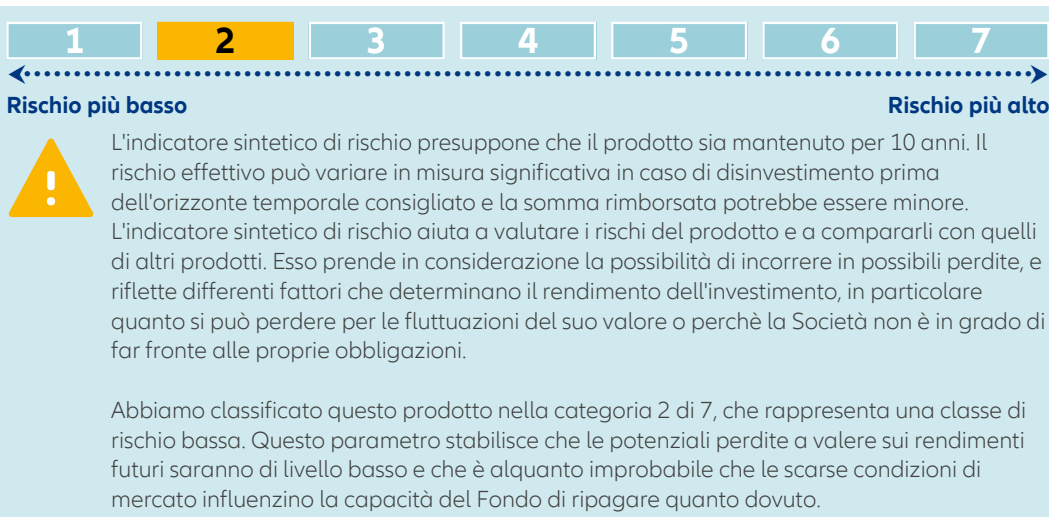 1 2 3 4 5 6 7
Rischio più basso Rischio più alto
L'indicatore sintetico di rischio presuppone che il prodotto sia mantenuto per 10 anni. Il
rischio effettivo può variare in misura significativa in caso di disinvestimento prima
dell'orizzonte temporale consigliato e la somma rimborsata potrebbe essere minore.
L'indicatore sintetico di rischio aiuta a valutare i rischi del prodotto e a compararli con quelli
di altri prodotti. Esso prende in considerazione la possibilità di incorrere in possibili perdite, e
riflette differenti fattori che determinano il rendimento dell'investimento, in particolare
quanto si può perdere per le fluttuazioni del suo valore o perchè la Società non è in grado di
far fronte alle proprie obbligazioni.
Abbiamo classificato questo prodotto nella categoria 2 di 7, che rappresenta una classe di
rischio bassa. Questo parametro stabilisce che le potenziali perdite a valere sui rendimenti
futuri saranno di livello basso e che è alquanto improbabile che le scarse condizioni di
mercato influenzino la capacità del Fondo di ripagare quanto dovuto.